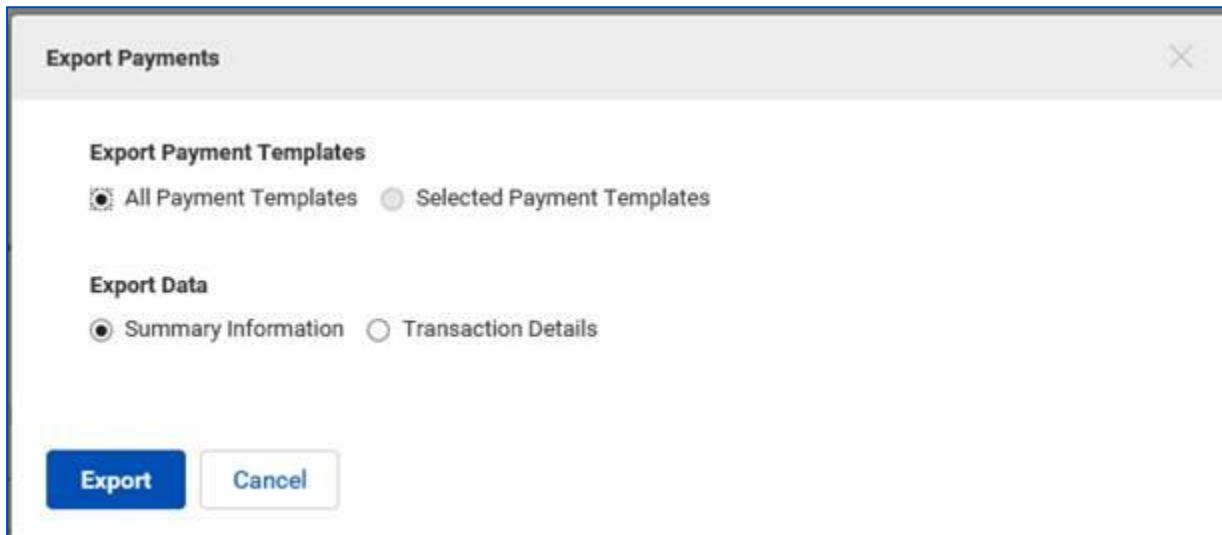 Export Payments
Export Payment Templates
All Payment Templates Selected Payment Templates
Export Data
Summary Information Transaction Details
Export Cancel